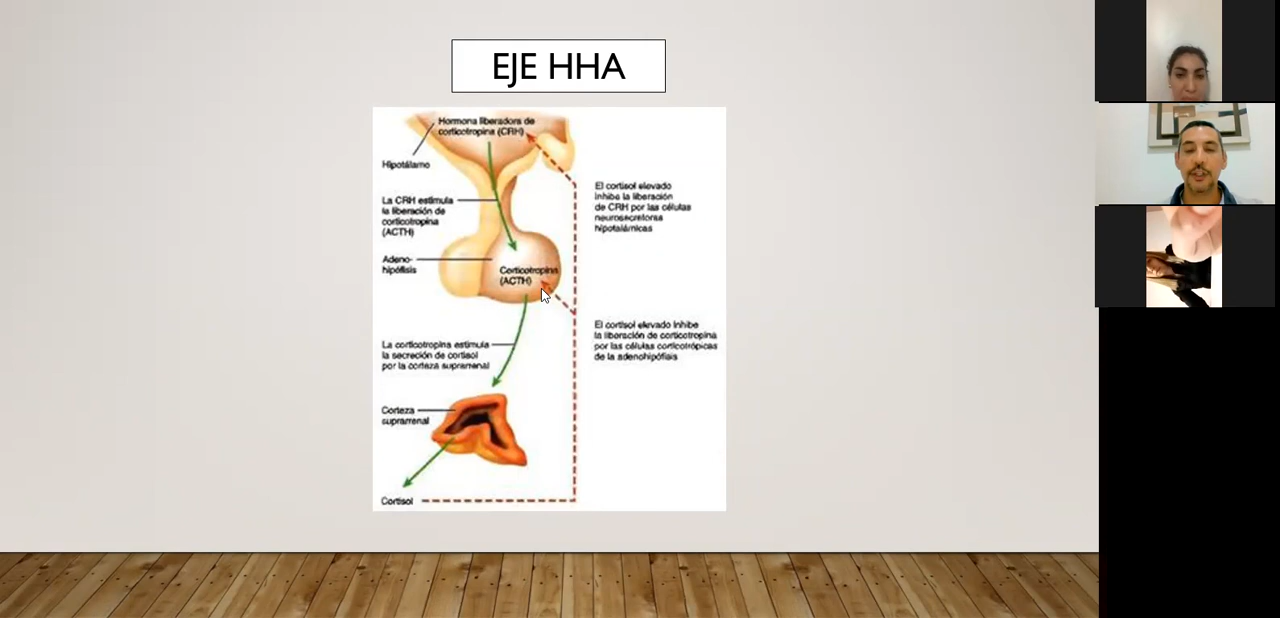 EJE HHA
Hormona liberadora de
corticotropina (CRH)
Hipotálamo
La CRH estimula
la liberación de
corticotropina
(ACTH)
Adeno-
hipófisis
Corticotropina
(ACTH)
El cortisol elevado
inhibe la liberación
de CRH por las células
neurosecretoras
hipotalámicas
El cortisol elevado inhibe
la liberación de corticotropina
por las células corticotrópicas
de la adenohipófisis
La corticotropina estimula
la secreción de cortisol
por la corteza suprarrenal
Corteza
suprarrenal
Cortisol